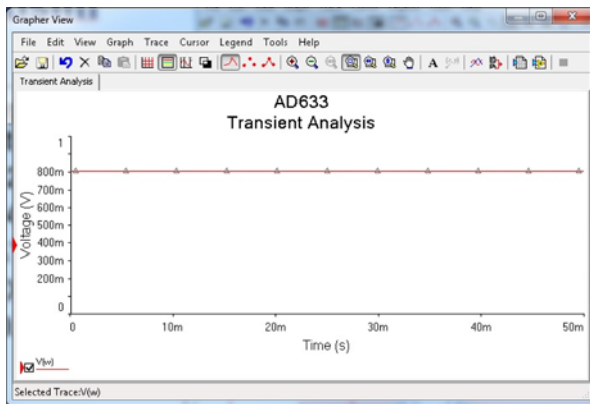 Grapher View
File Edit View Graph Trace Cursor Legend Tools Help
A
Transient Analysis
AD633
Transient Analysis
Voltage (V)
1
800m
700m
600m
500m
400m
300m
200m
0
0 10m 20m 30m 40m 50m
Time (s)
V(w)
Selected Trace:V(w)